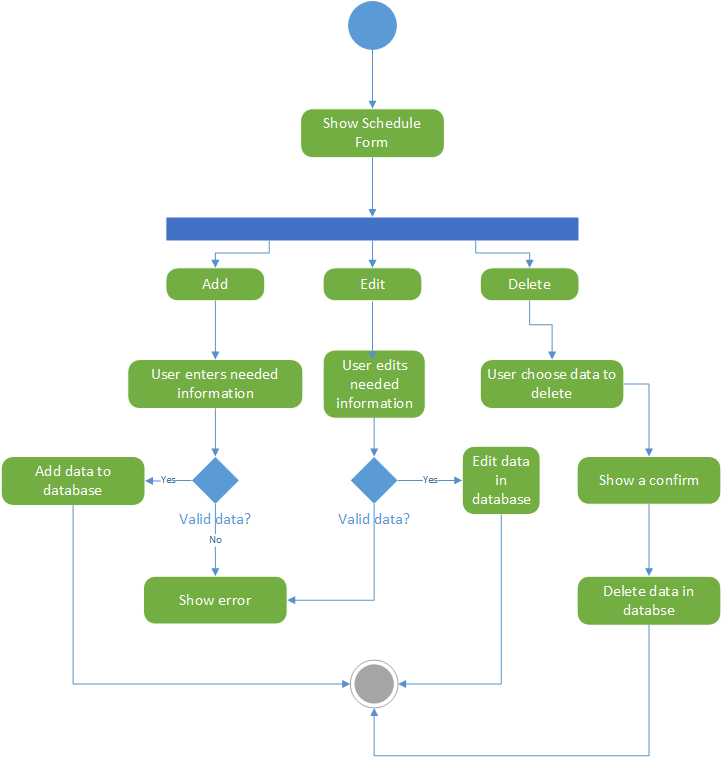 Show Schedule
Form
Add
Edit
Delete
User enters needed
information
User edits
needed
information
User choose data to
delete
Add data to
database
Yes
Valid data?
No
Yes
Valid data?
Edit data
in
database
Show a confirm
Show error
Delete data in
databse